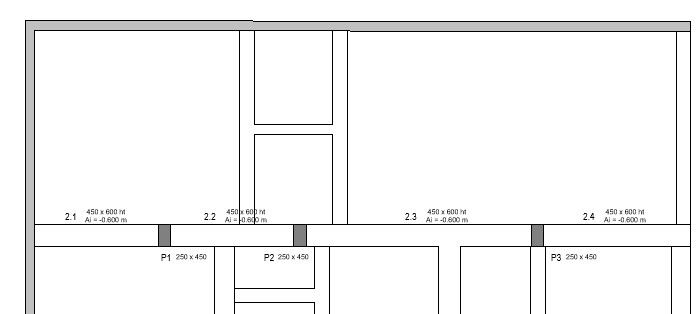 2.1
450 x 600 ht
Ai = -0.600 m
2.2
450 x 600 ht
Ai = -0.600 m
2.3
450 x 600 ht
Ai = -0.600 m
2.4
450 x 600 ht
Ai = -0.600 m
P1 250 x 450
P2 250 x 450
P3 250 x 450